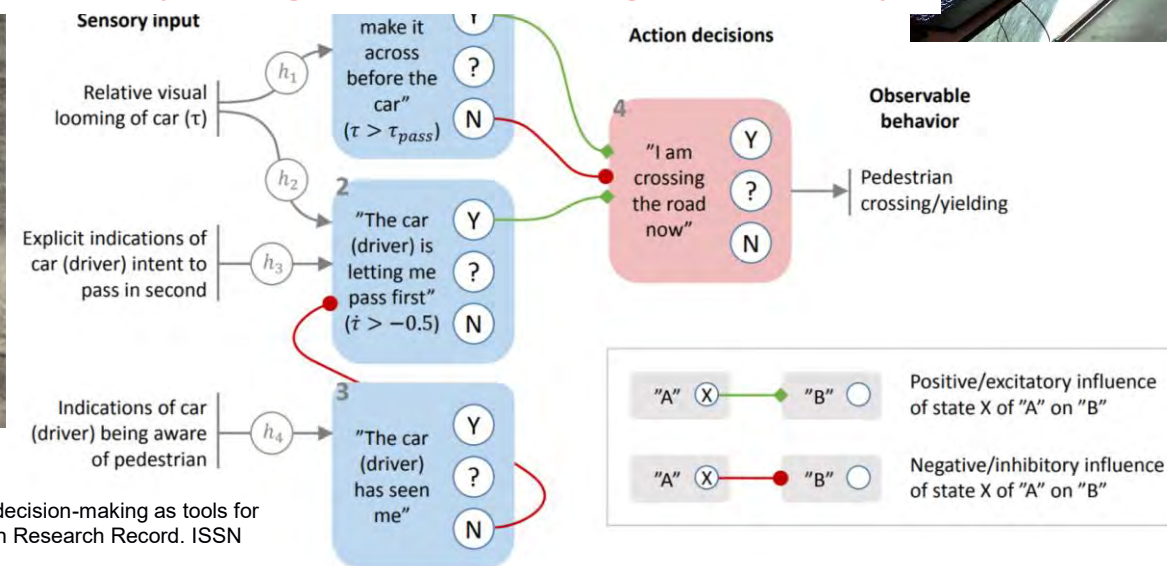 Sensory input
Relative visual
looming of car (τ)
Explicit indications of
car (driver) intent to
pass in second
Indications of car
(driver) being aware
of pedestrian
h₁
h₂
h₃
h₄
make it
across
before the
car"
(τ > τ_pass)
Y
?
N
2
"The car
(driver) is
letting me
pass first"
(τ̇ > −0.5)
Y
?
N
3
"The car
(driver)
has seen
me"
Y
?
N
Action decisions
4
"I am
crossing
the road
now"
Y
?
N
Observable
behavior
Pedestrian
crossing/yielding
"A" X "B"
Positive/excitatory influence
of state X of "A" on "B"
"A" X "B"
Negative/inhibitory influence
of state X of "A" on "B"
decision-making as tools for
Research Record. ISSN